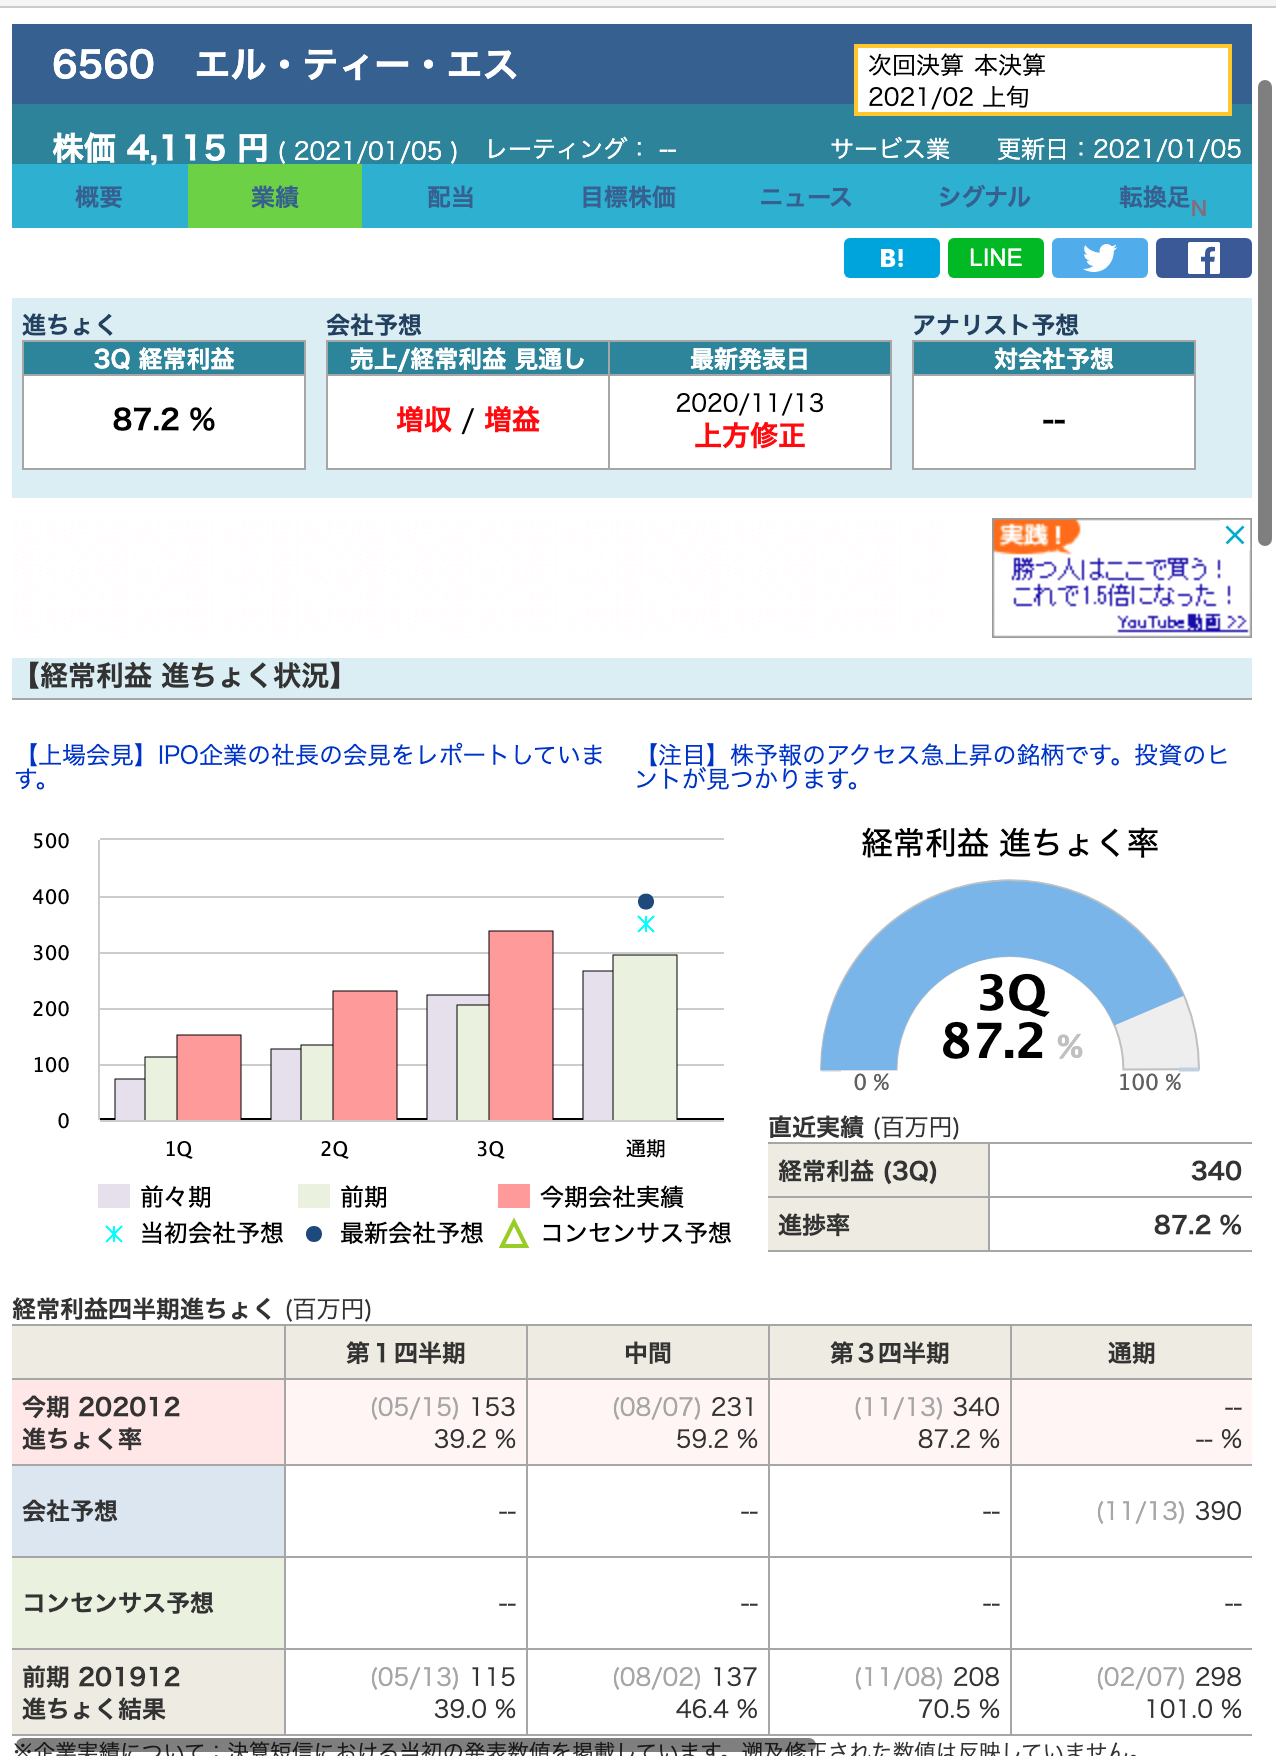 6560 エル・ティー・エス
次回決算 本決算
2021/02 上旬
株価 4,115 円 ( 2021/01/05 ) レーティング： -- サービス業 更新日：2021/01/05
概要 業績 配当 目標株価 ニュース シグナル 転換足N
B! LINE
進ちょく 会社予想 アナリスト予想
3Q 経常利益 売上/経常利益 見通し 最新発表日 対会社予想
87.2 % 増収 / 増益 2020/11/13 --
上方修正
実践！
勝つ人はここで買う！
これで1.5倍になった！
YouTube動画 >>
【経常利益 進ちょく状況】
【上場会見】IPO企業の社長の会見をレポートしていま
す。
【注目】株予報のアクセス急上昇の銘柄です。投資のヒ
ントが見つかります。
500
400
300
200
100
0
1Q 2Q 3Q 通期
前々期 前期 今期会社実績
当初会社予想 最新会社予想 コンセンサス予想
経常利益 進ちょく率
3Q
87.2 %
0 % 100 %
直近実績 (百万円)
経常利益 (3Q) 340
進捗率 87.2 %
経常利益四半期進ちょく (百万円)
第１四半期 中間 第３四半期 通期
今期 202012 (05/15) 153 (08/07) 231 (11/13) 340 --
進ちょく率 39.2 % 59.2 % 87.2 % -- %
会社予想 -- -- -- (11/13) 390
コンセンサス予想 -- -- -- --
前期 201912 (05/13) 115 (08/02) 137 (11/08) 208 (02/07) 298
進ちょく結果 39.0 % 46.4 % 70.5 % 101.0 %
※企業実績について：決算短信における当初の発表数値を掲載しています。遡及修正された数値は反映していません。